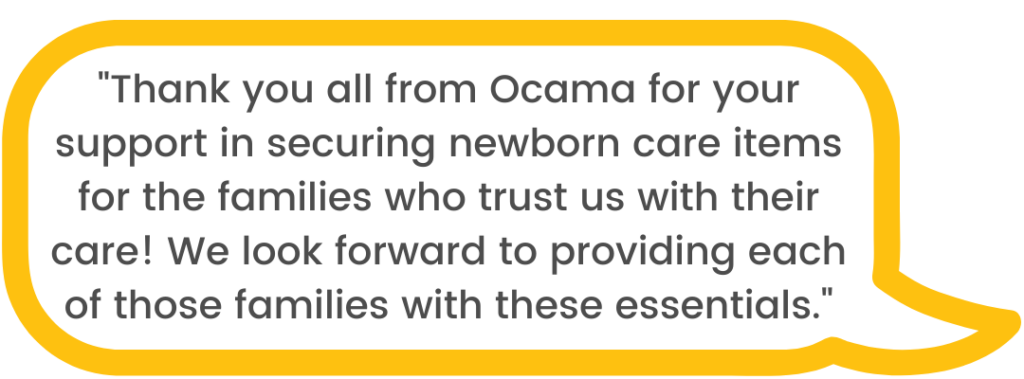 "Thank you all from Ocama for your
support in securing newborn care items
for the families who trust us with their
care! We look forward to providing each
of those families with these essentials."